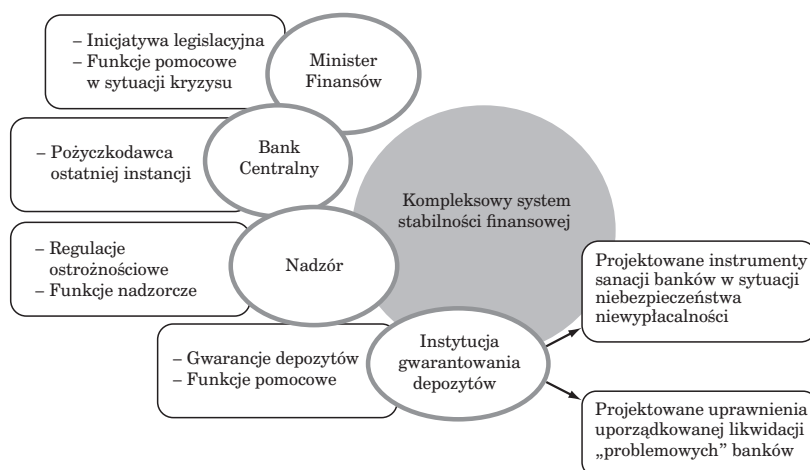 – Inicjatywa legislacyjna
– Funkcje pomocowe
w sytuacji kryzysu
Minister
Finansów
– Pożyczkodawca
ostatniej instancji
Bank
Centralny
Kompleksowy system
stabilności finansowej
– Regulacje
ostrożnościowe
– Funkcje nadzorcze
Nadzór
Projektowane instrumenty
sanacji banków w sytuacji
niebezpieczeństwa
niewypłacalności
– Gwarancje depozytów
– Funkcje pomocowe
Instytucja
gwarantowania
depozytów
Projektowane uprawnienia
uporządkowanej likwidacji
„problemowych” banków